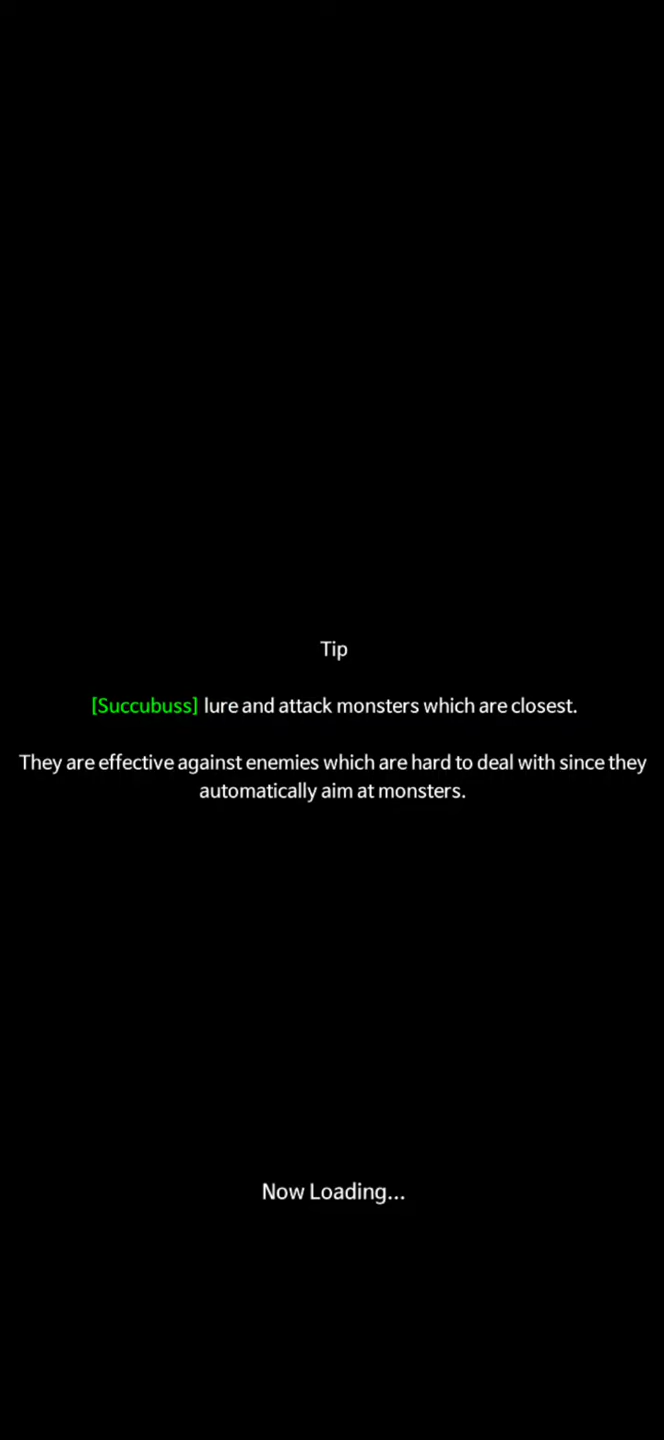 Tip
[Succubuss] lure and attack monsters which are closest.
They are effective against enemies which are hard to deal with since they
automatically aim at monsters.
Now Loading...